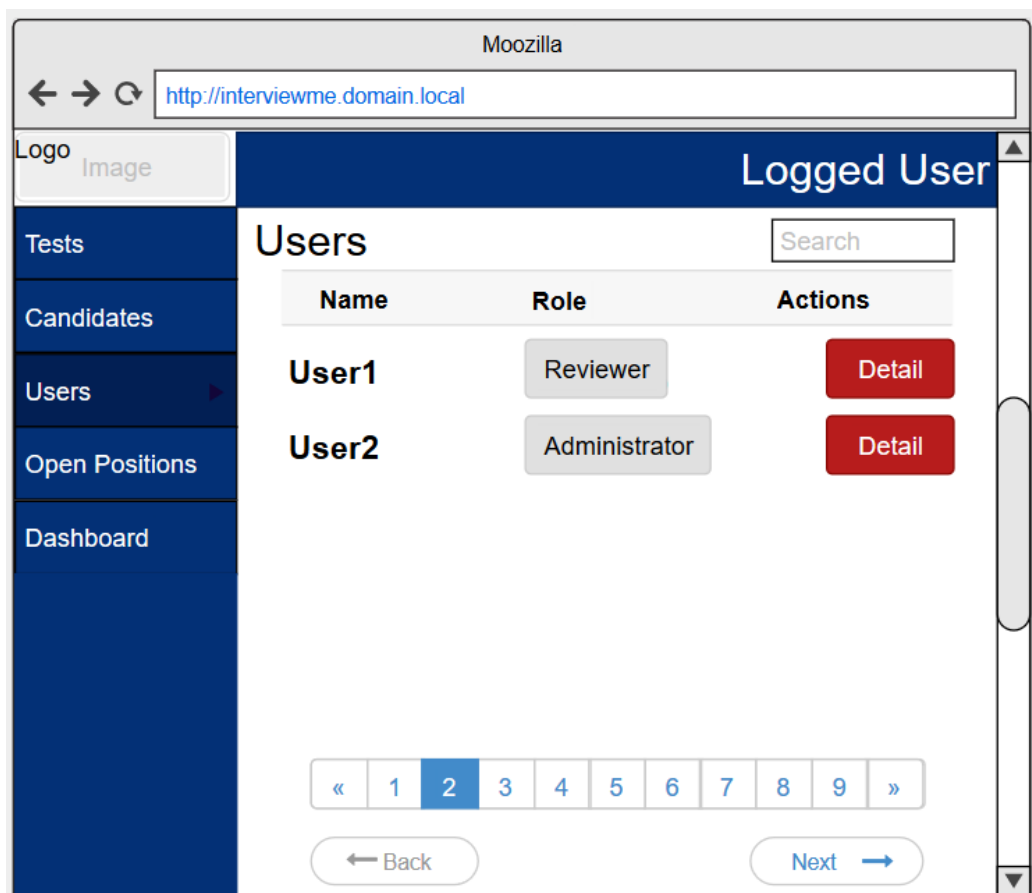 Moozilla
http://interviewme.domain.local
Logo Image
Logged User
Tests
Candidates
Users
Open Positions
Dashboard
Users Search
Name Role Actions
User1 Reviewer Detail
User2 Administrator Detail
« 1 2 3 4 5 6 7 8 9 »
Back Next